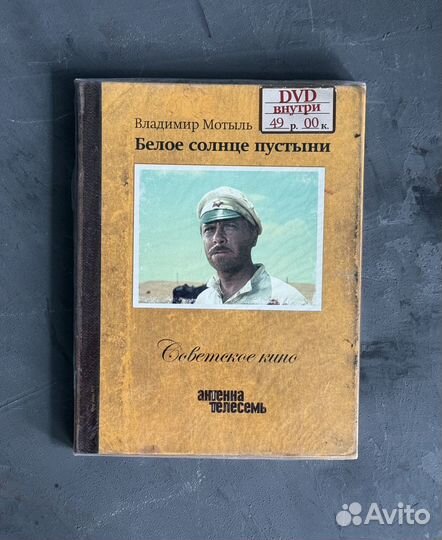 DVD
внутри
49 р. 00 к.
Владимир Мотыль
Белое солнце пустыни
Советское кино
антенна
телесемь
Avito